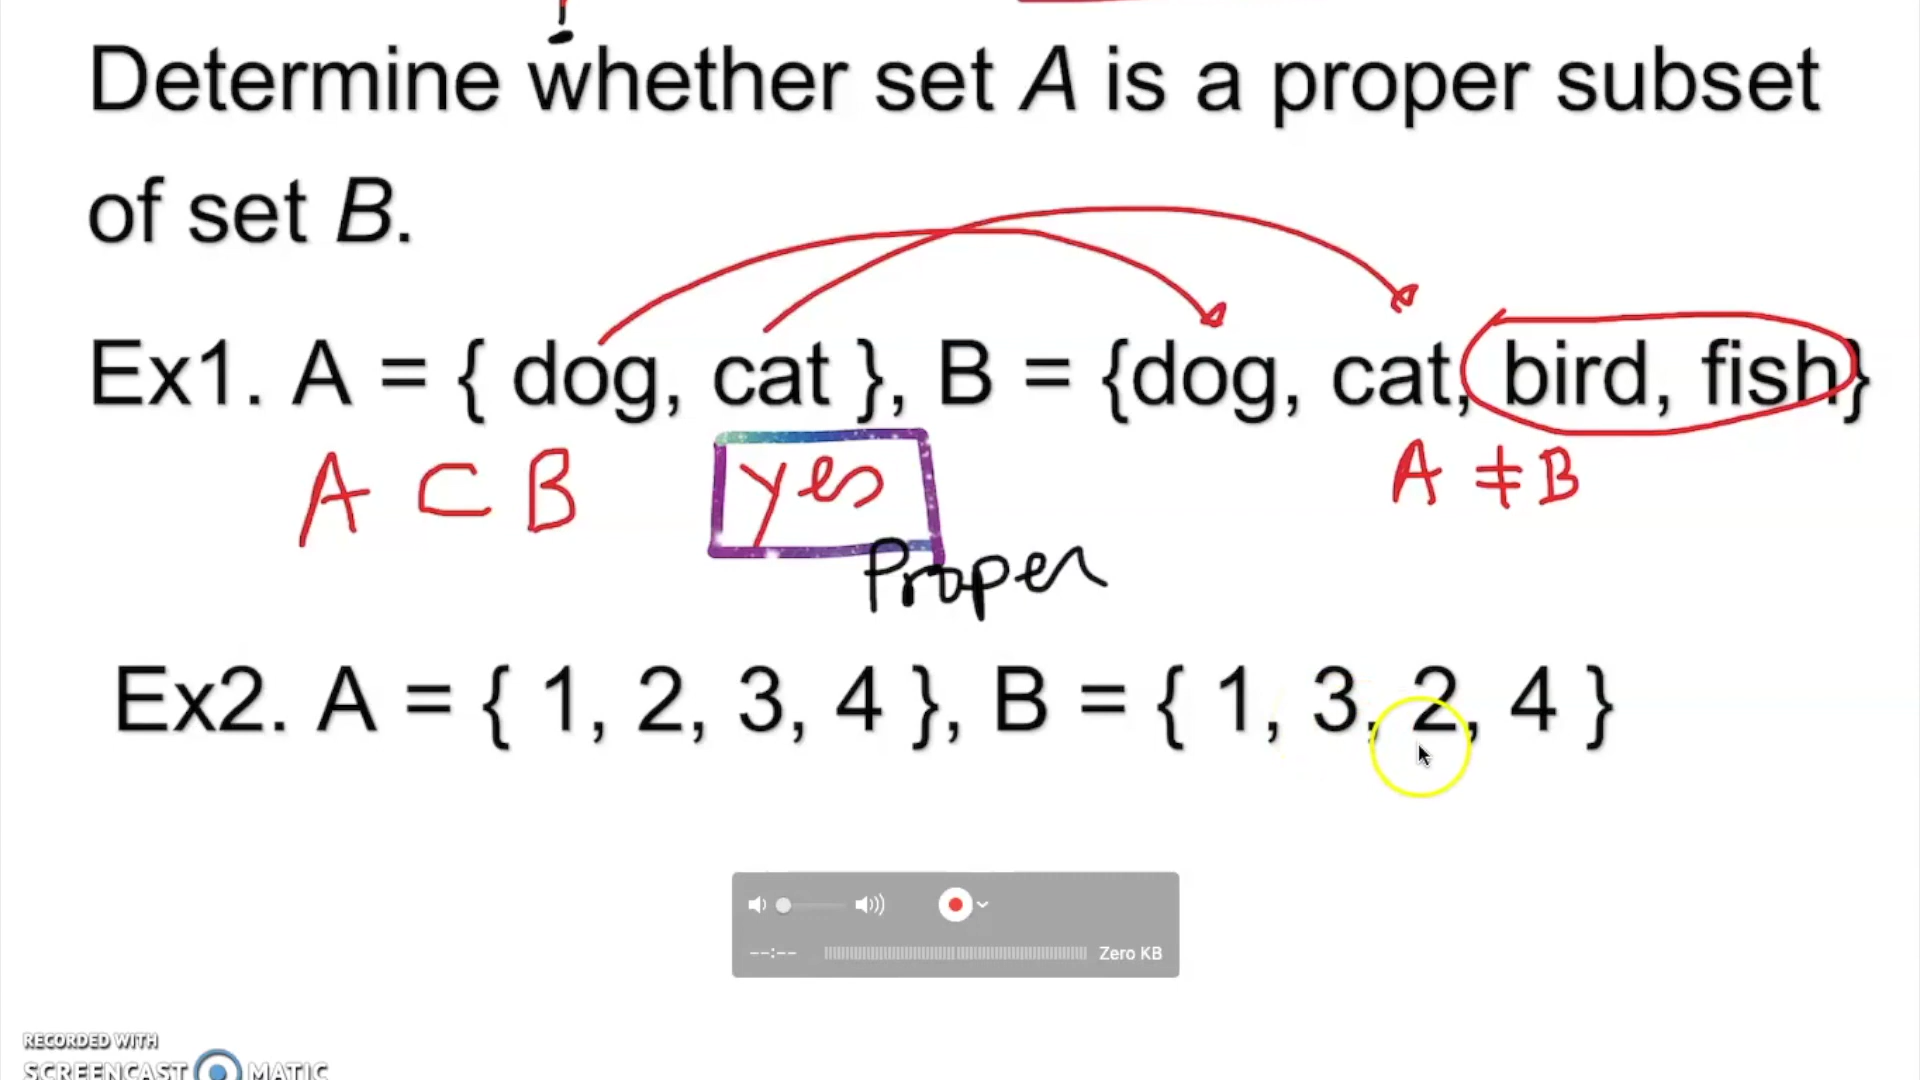 Determine whether set A is a proper subset
of set B.
Ex1. A = { dog, cat }, B = {dog, cat, bird, fish}
A ⊂ B yes A ≠ B
Proper
Ex2. A = { 1, 2, 3, 4 }, B = { 1, 3, 2, 4 }
--:-- Zero KB
RECORDED WITH
SCREENCAST MATIC